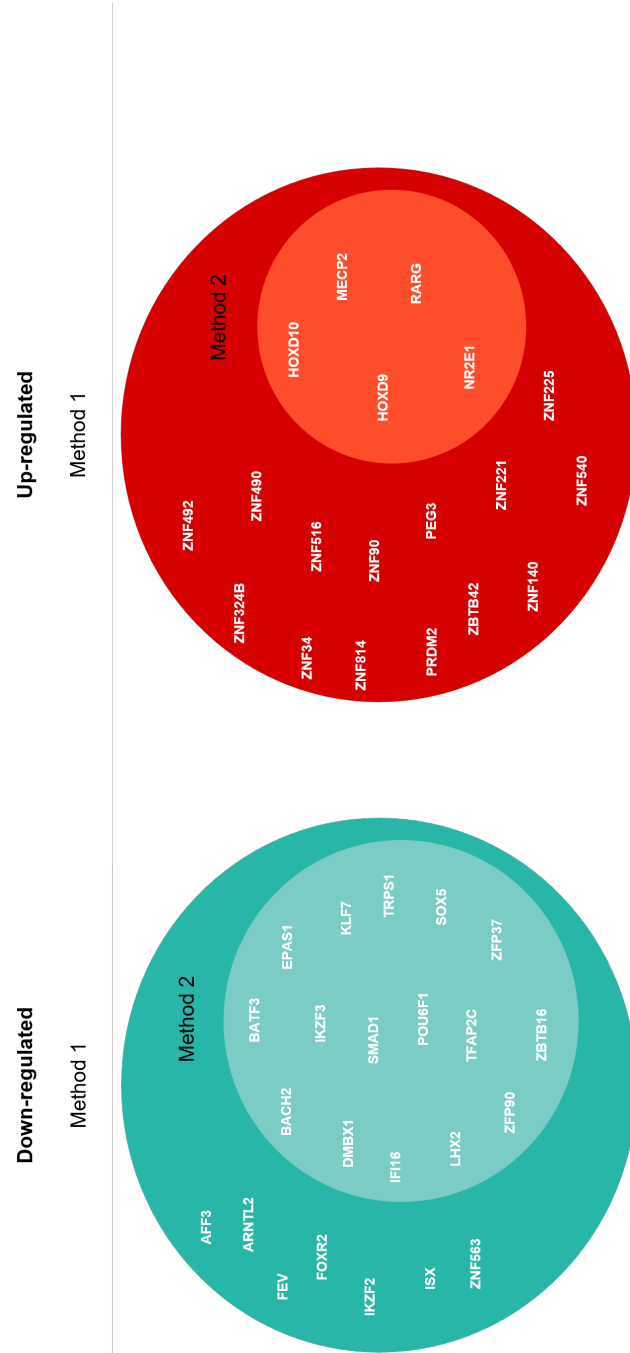 Down-regulated
Method 1
Method 2
AFF3
ARNTL2
BATF3
FEV
BACH2
EPAS1
FOXR2
IKZF3
DMBX1
KLF7
IKZF2
SMAD1
TRPS1
IFI16
POU6F1
ISX
SOX5
LHX2
TFAP2C
ZNF563
ZFP37
ZFP90
ZBTB16
Up-regulated
Method 1
ZNF492
Method 2
ZNF324B
ZNF490
HOXD10
ZNF34
ZNF516
MECP2
ZNF814
ZNF90
HOXD9
RARG
PRDM2
PEG3
NR2E1
ZBTB42
ZNF221
ZNF140
ZNF225
ZNF540